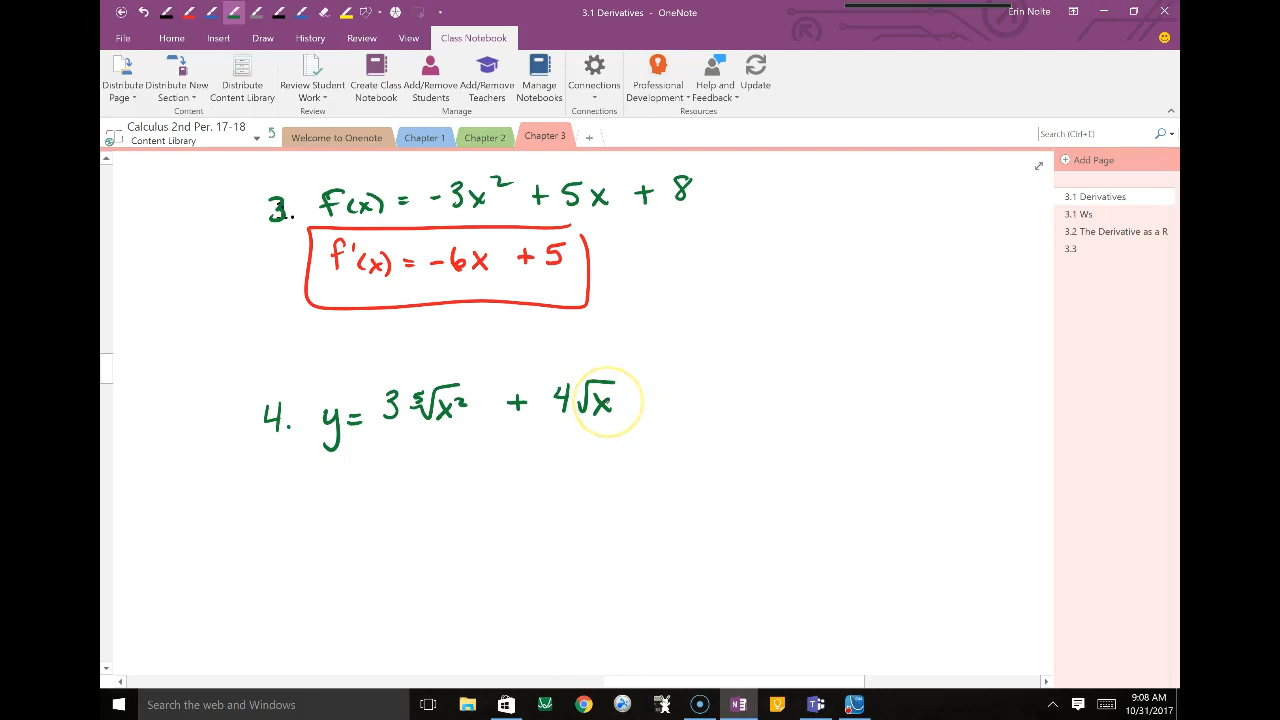 3.1 Derivatives - OneNote
Erin Nolte
File Home Insert Draw History Review View Class Notebook
Distribute Page
Distribute New Section
Distribute Content Library
Review Student Work
Create Class Notebook
Add/Remove Students
Add/Remove Teachers
Manage Notebooks
Connections
Professional Development
Help and Feedback
Update
Content
Review
Manage
Connections
Resources
Calculus 2nd Per. 17-18
Content Library
Welcome to Onenote
Chapter 1
Chapter 2
Chapter 3
Search (Ctrl+E)
Add Page
3.1 Derivatives
3.1 Ws
3.2 The Derivative as a R
3.3
3. f(x) = -3x² + 5x + 8
f'(x) = -6x + 5
4. y = 3 ⁵√x² + 4√x
Search the web and Windows
9:08 AM
10/31/2017